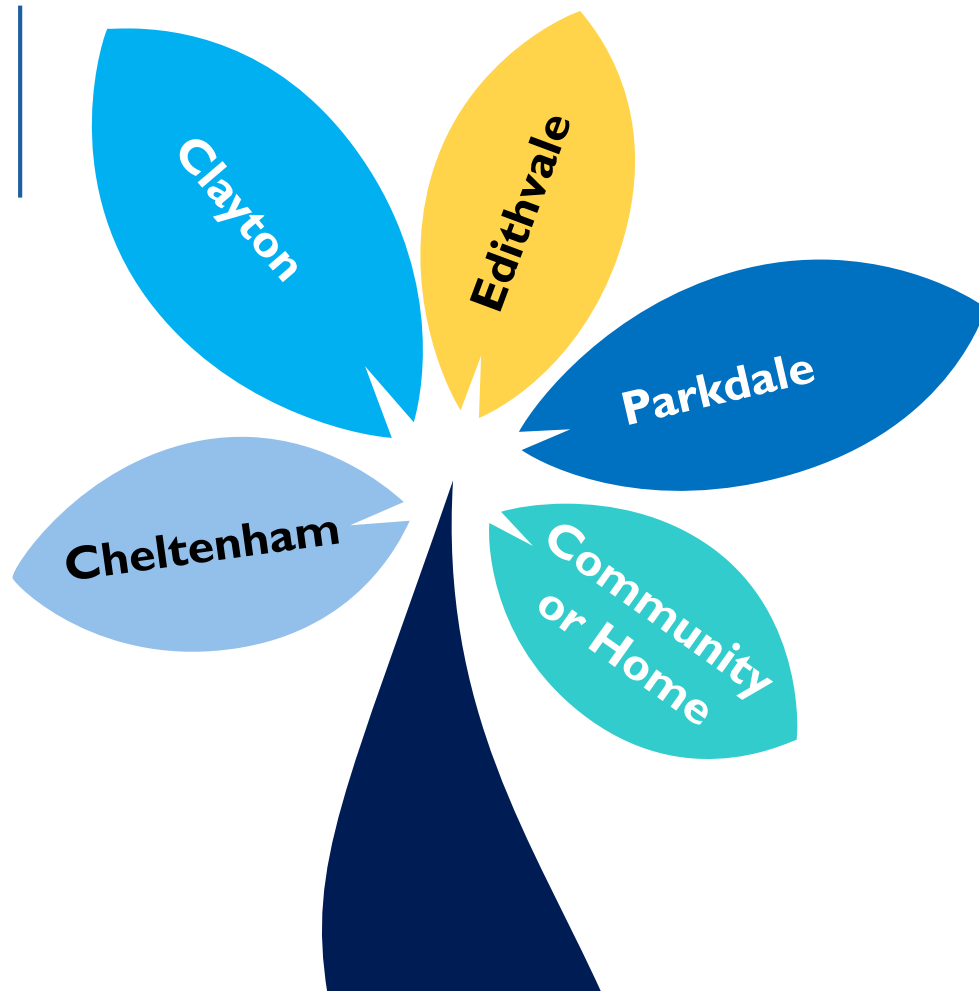 Clayton
Edithvale
Parkdale
Cheltenham
Community
or Home